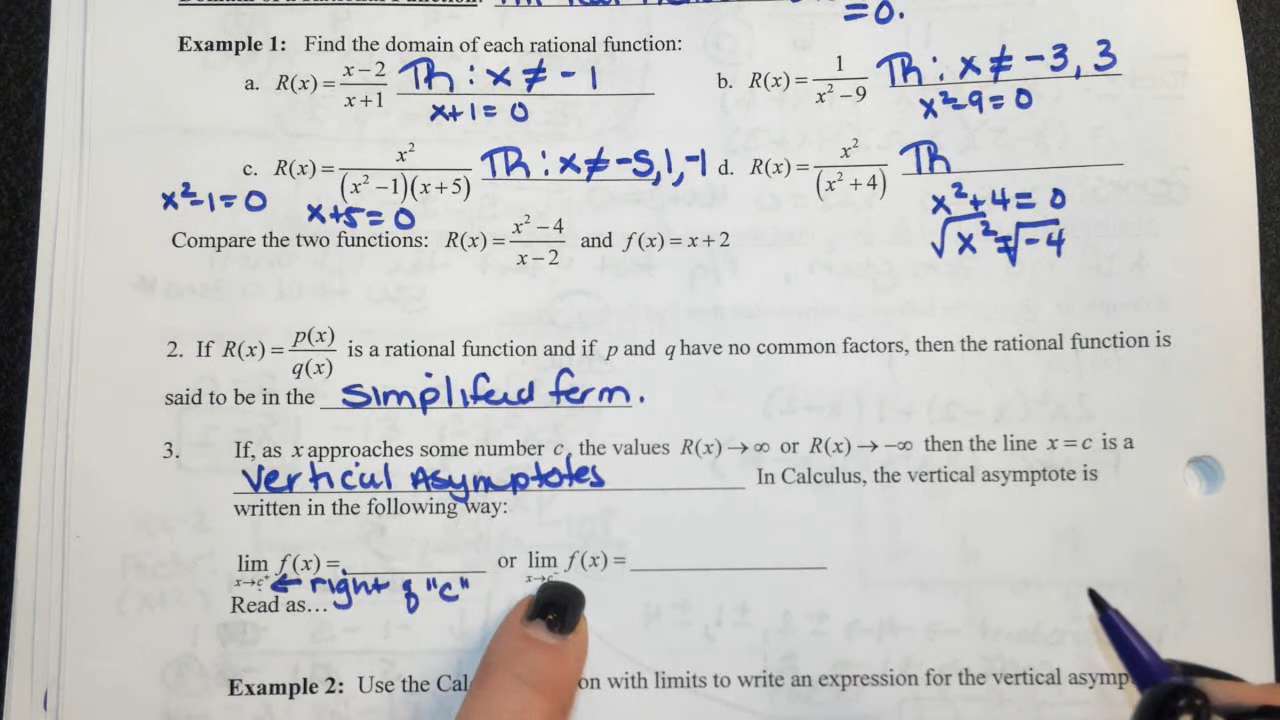 = 0.
Example 1: Find the domain of each rational function:
a. R(x) = (x − 2)/(x + 1) Th : x ≠ −1
x + 1 = 0
b. R(x) = 1/(x² − 9) Th : x ≠ −3, 3
x² − 9 = 0
c. R(x) = x²/((x² − 1)(x + 5)) Th : x ≠ −5, 1, −1
x² − 1 = 0 x + 5 = 0
d. R(x) = x²/(x² + 4) Th
x² + 4 = 0
√x² = √−4
Compare the two functions: R(x) = (x² − 4)/(x − 2) and f(x) = x + 2
2. If R(x) = p(x)/q(x) is a rational function and if p and q have no common factors, then the rational function is
said to be in the simplifed form.
3. If, as x approaches some number c, the values R(x) → ∞ or R(x) → −∞ then the line x = c is a
Vertical Asymptotes In Calculus, the vertical asymptote is
written in the following way:
lim f(x) = or lim f(x) =
x→c⁺ ← right of "c" x→c⁻
Read as...
Example 2: Use the Cal on with limits to write an expression for the vertical asymp